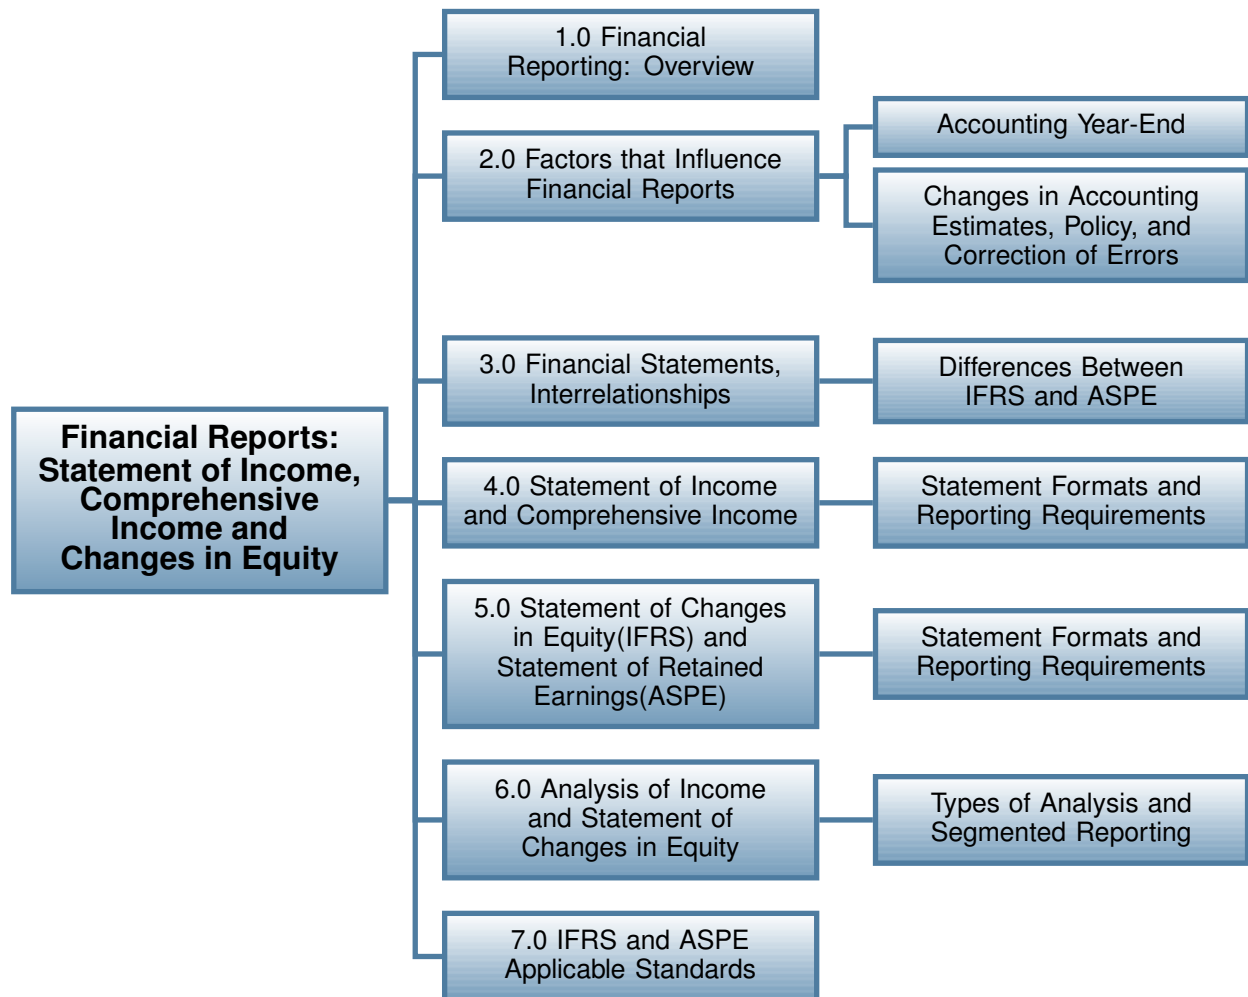 Financial Reports:
Statement of Income,
Comprehensive
Income and
Changes in Equity
1.0 Financial
Reporting: Overview
2.0 Factors that Influence
Financial Reports
Accounting Year-End
Changes in Accounting
Estimates, Policy, and
Correction of Errors
3.0 Financial Statements,
Interrelationships
Differences Between
IFRS and ASPE
4.0 Statement of Income
and Comprehensive Income
Statement Formats and
Reporting Requirements
5.0 Statement of Changes
in Equity(IFRS) and
Statement of Retained
Earnings(ASPE)
Statement Formats and
Reporting Requirements
6.0 Analysis of Income
and Statement of
Changes in Equity
Types of Analysis and
Segmented Reporting
7.0 IFRS and ASPE
Applicable Standards